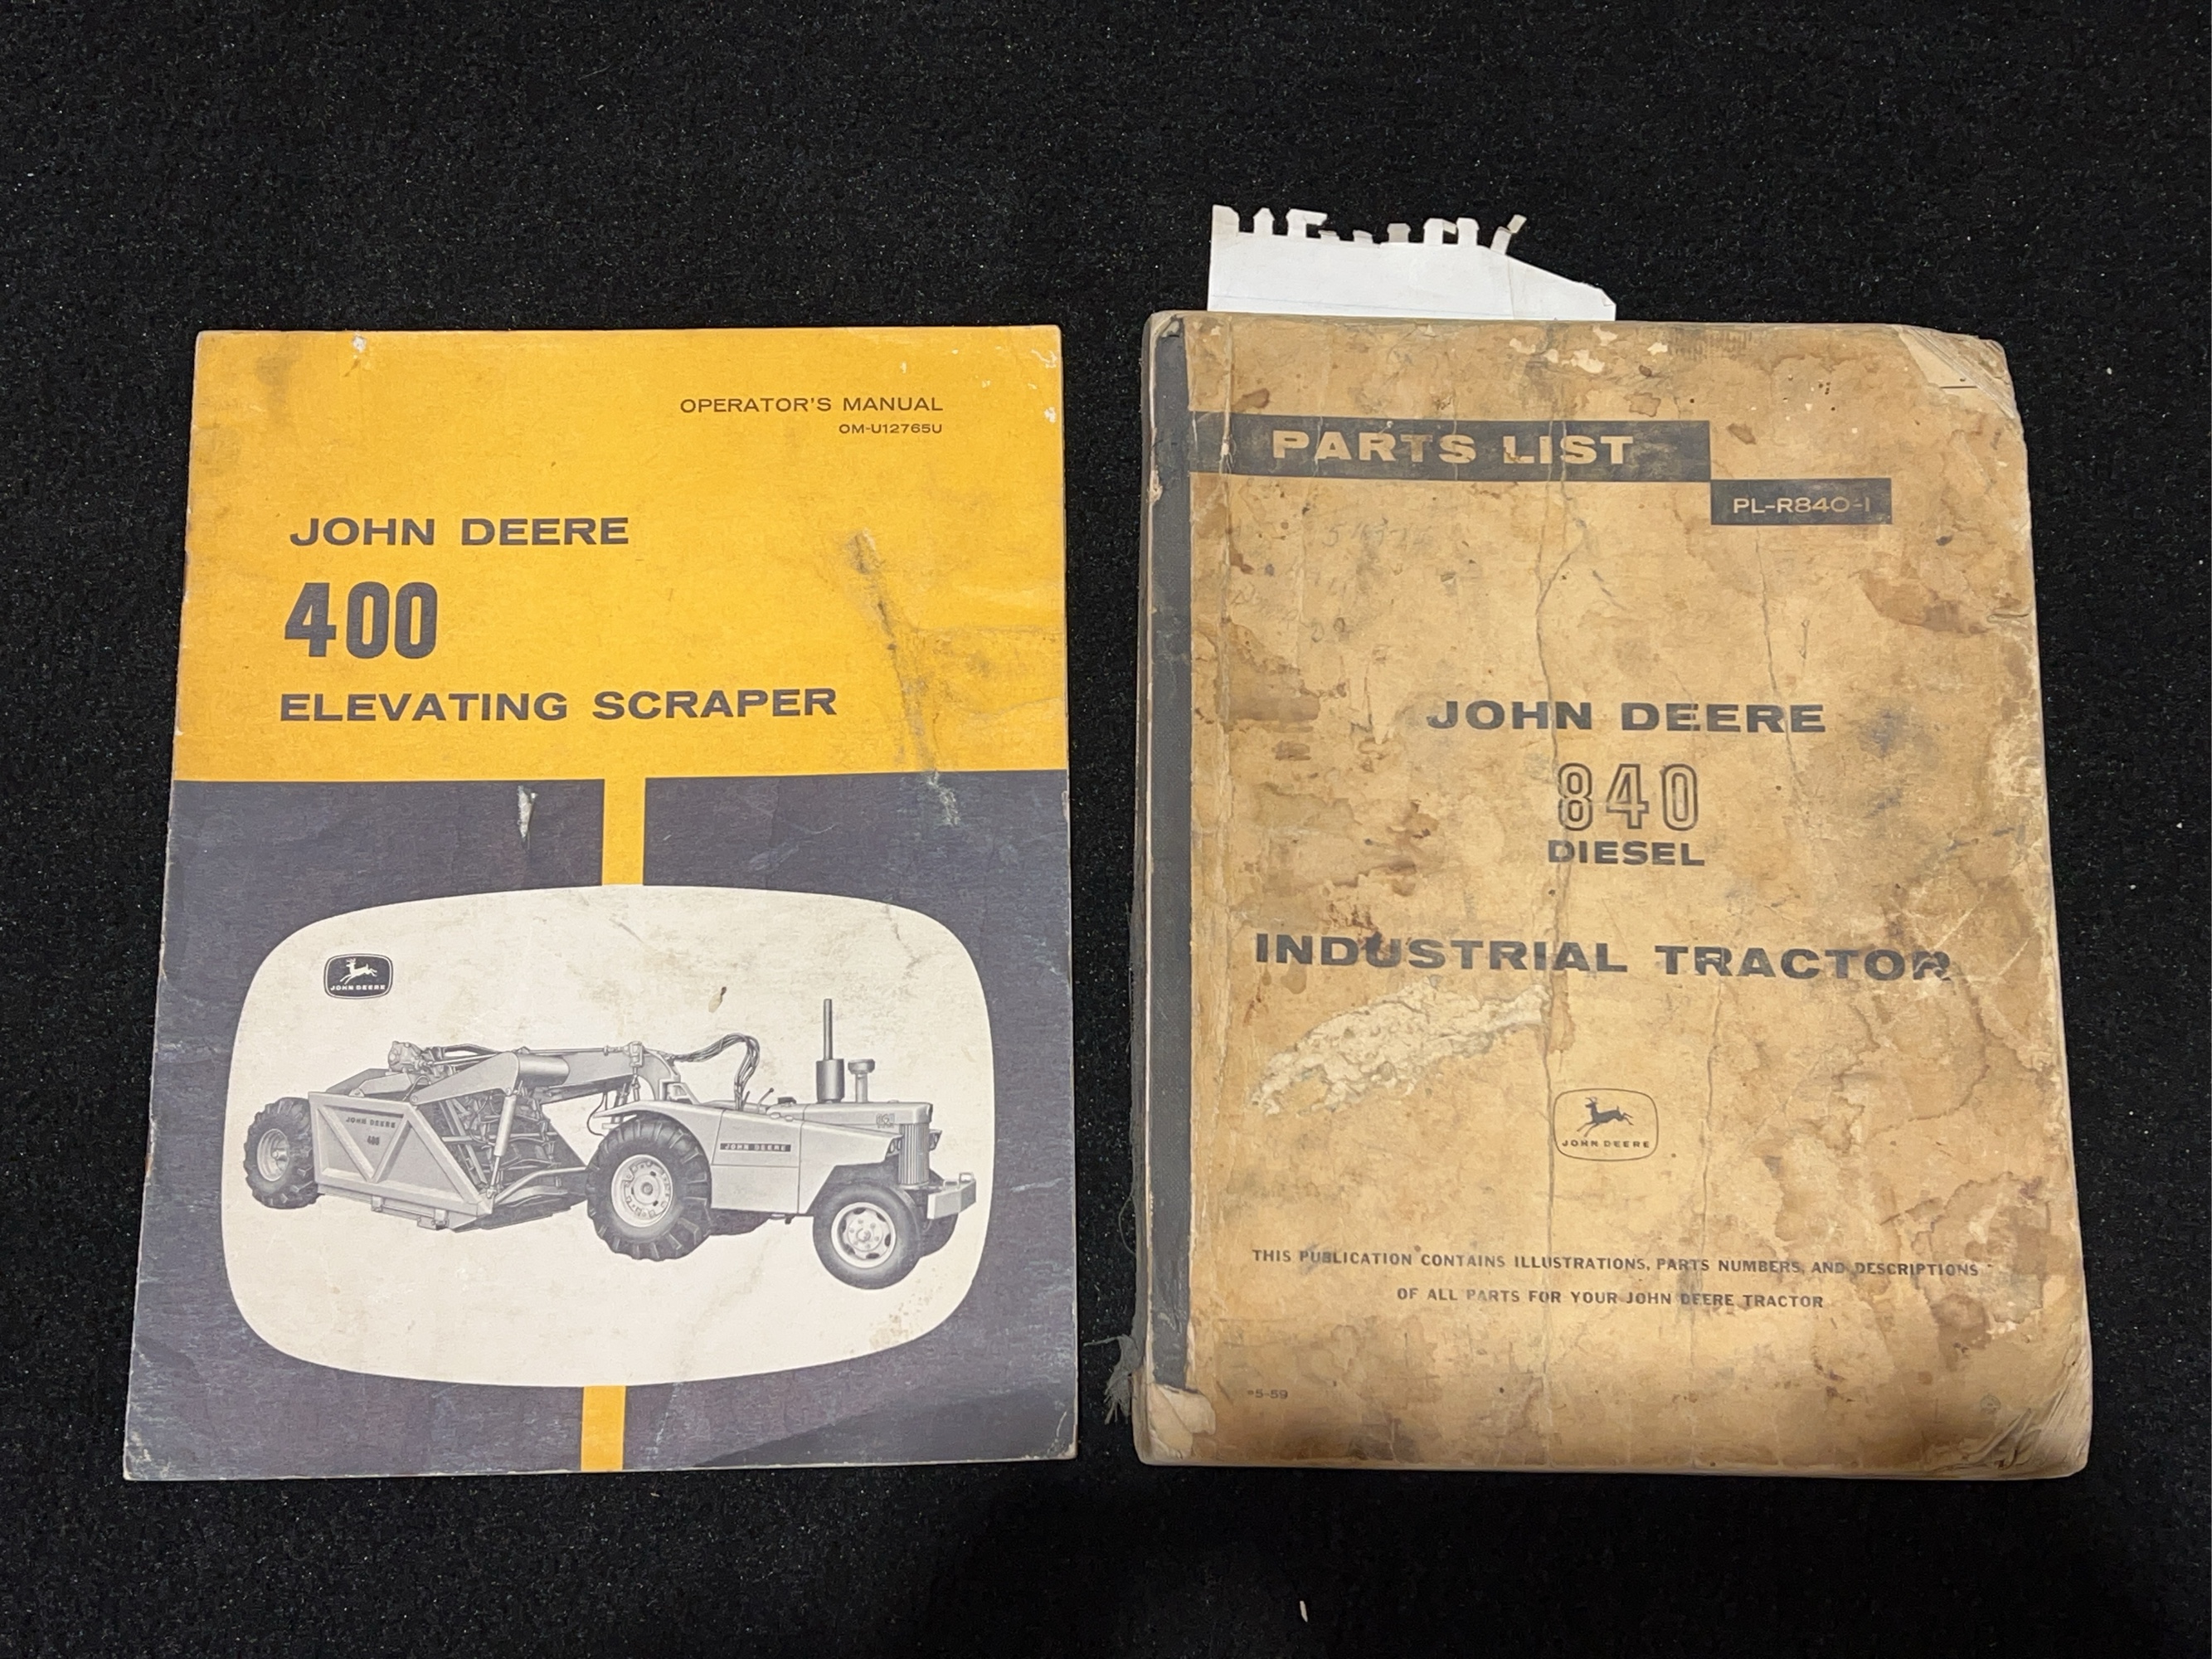 OPERATOR'S MANUAL
OM-U12765U
JOHN DEERE
400
ELEVATING SCRAPER
JOHN DEERE
JOHN DEERE
400
JOHN DEERE
PARTS LIST
PL-R840-I
JOHN DEERE
840
DIESEL
INDUSTRIAL TRACTOR
JOHN DEERE
THIS PUBLICATION CONTAINS ILLUSTRATIONS, PARTS NUMBERS, AND DESCRIPTIONS
OF ALL PARTS FOR YOUR JOHN DEERE TRACTOR
5-59